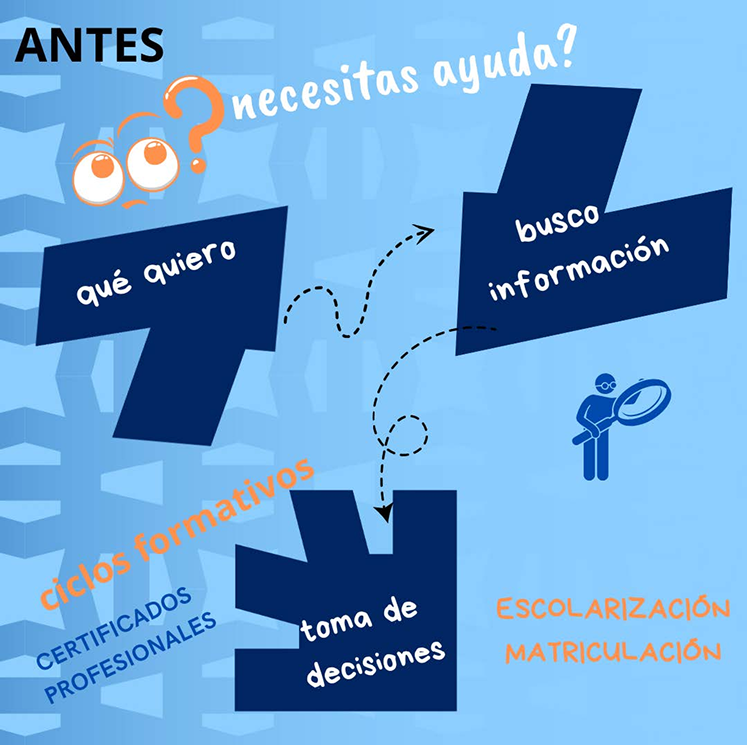 ANTES
necesitas ayuda?
qué quiero
busco
información
ciclos formativos
CERTIFICADOS
PROFESIONALES
toma de
decisiones
ESCOLARIZACIÓN
MATRICULACIÓN